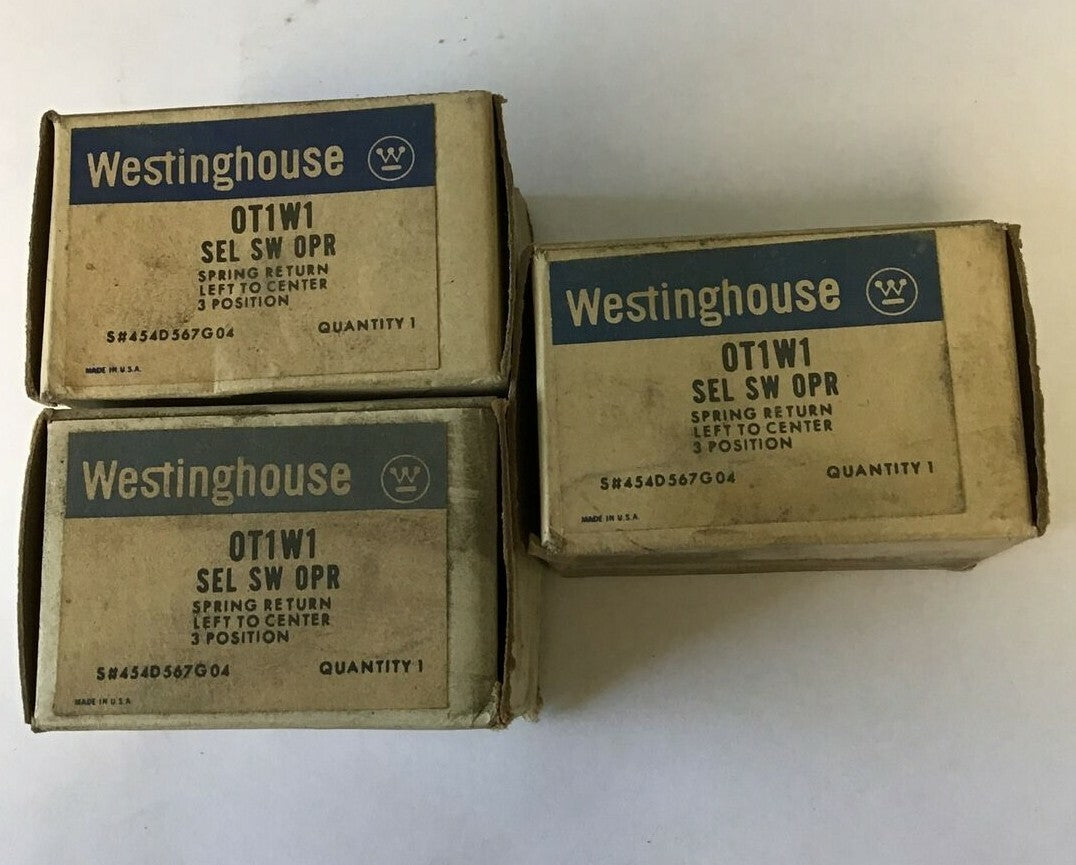 Westinghouse W
OT1W1
SEL SW OPR
SPRING RETURN
LEFT TO CENTER
3 POSITION
S#454D567G04 QUANTITY 1
MADE IN U.S.A.
Westinghouse W
OT1W1
SEL SW OPR
SPRING RETURN
LEFT TO CENTER
3 POSITION
S#454D567G04 QUANTITY 1
MADE IN U.S.A.
Westinghouse W
OT1W1
SEL SW OPR
SPRING RETURN
LEFT TO CENTER
3 POSITION
S#454D567G04 QUANTITY 1
MADE IN U.S.A